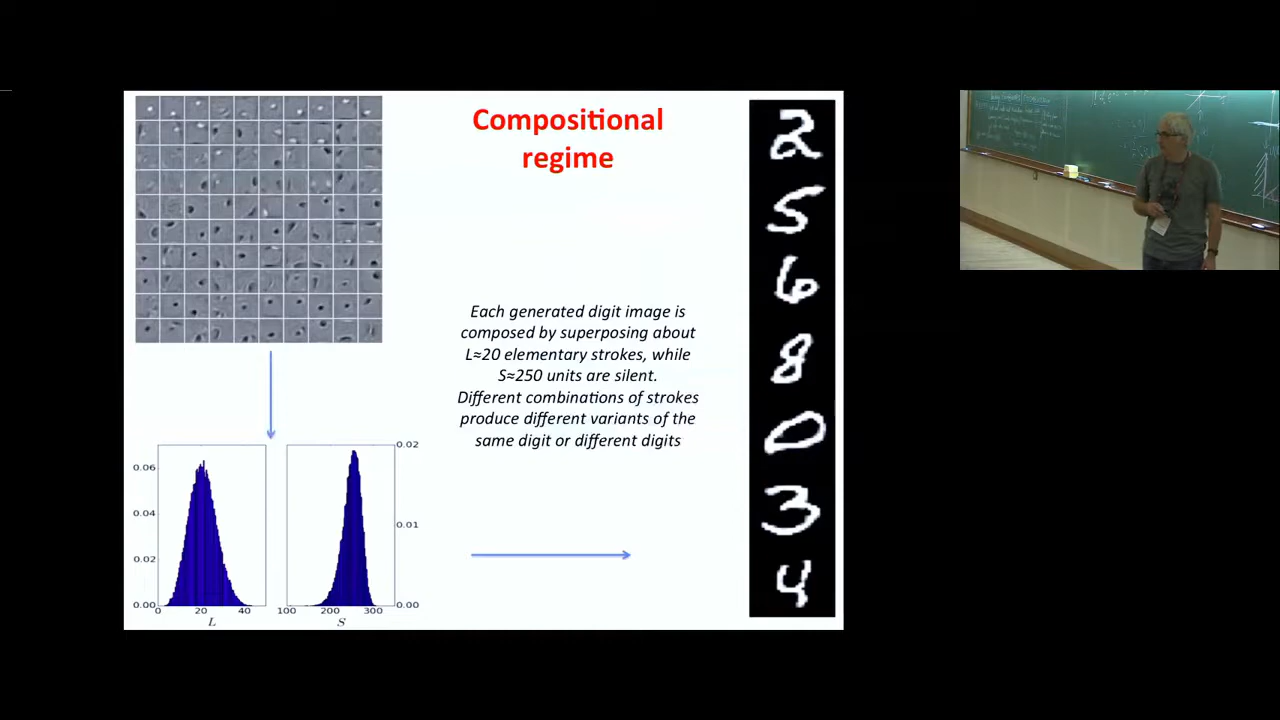 Compositional
regime
Each generated digit image is
composed by superposing about
L≈20 elementary strokes, while
S≈250 units are silent.
Different combinations of strokes
produce different variants of the
same digit or different digits
0.06
0.04
0.02
0.00
0 20 40
L
0.02
0.01
0.00
100 200 300
S
2
5
6
8
0
3
4